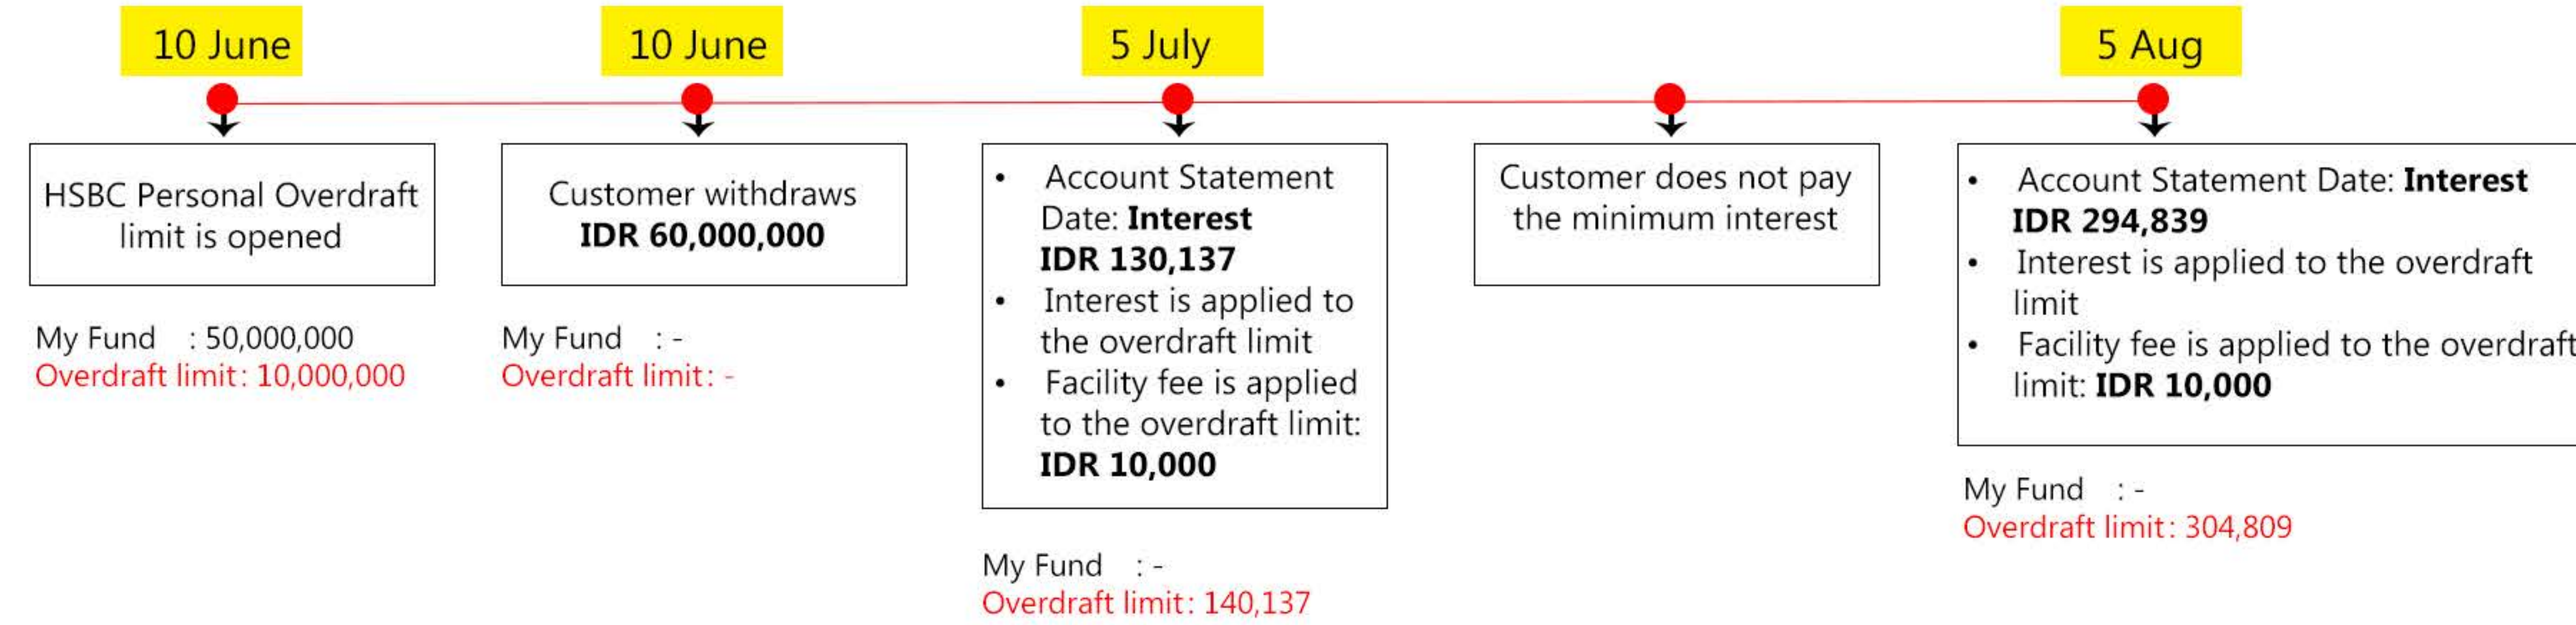 10 June
HSBC Personal Overdraft
limit is opened
My Fund : 50,000,000
Overdraft limit: 10,000,000
10 June
Customer withdraws
IDR 60,000,000
My Fund : -
Overdraft limit: -
5 July
• Account Statement
Date: Interest
IDR 130,137
• Interest is applied to
the overdraft limit
• Facility fee is applied
to the overdraft limit:
IDR 10,000
My Fund : -
Overdraft limit: 140,137
Customer does not pay
the minimum interest
5 Aug
• Account Statement Date: Interest
IDR 294,839
• Interest is applied to the overdraft
limit
• Facility fee is applied to the overdraft
limit: IDR 10,000
My Fund : -
Overdraft limit: 304,809